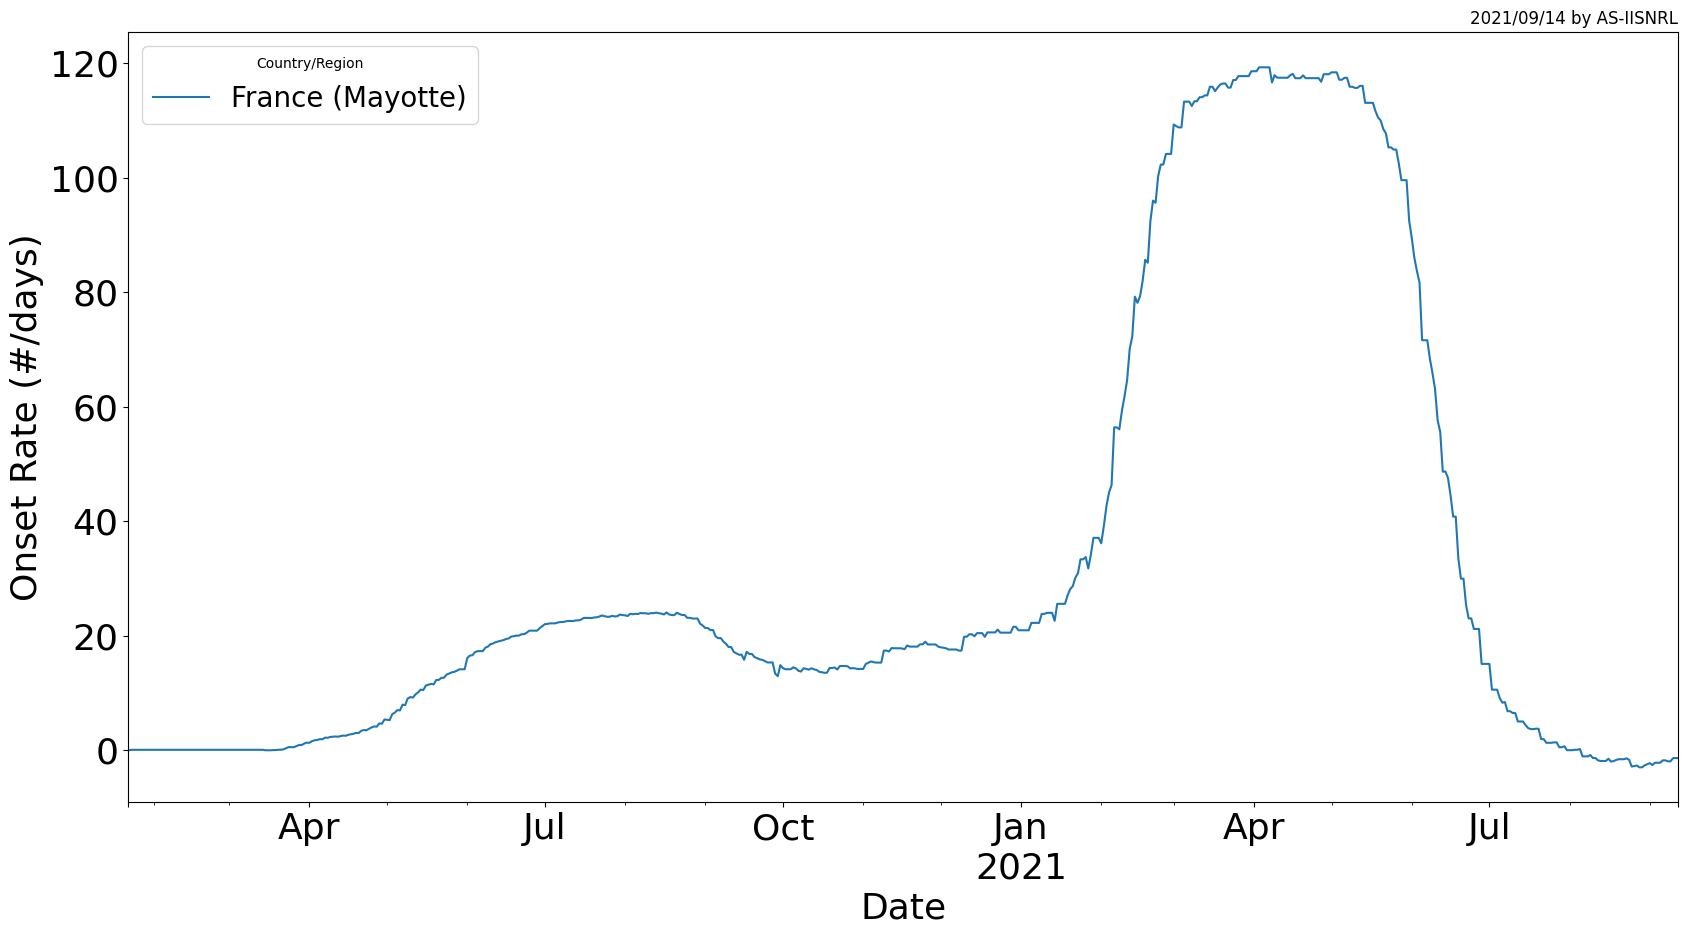 2021/09/14 by AS-IISNRL
Country/Region
France (Mayotte)
Onset Rate (#/days)
120
100
80
60
40
20
0
Apr Jul Oct Jan Apr Jul
2021
Date